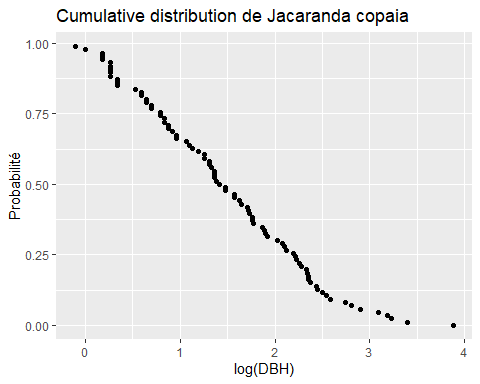 Cumulative distribution de Jacaranda copaia
1.00
0.75
0.50
0.25
0.00
Probabilité
0 1 2 3 4
log(DBH)